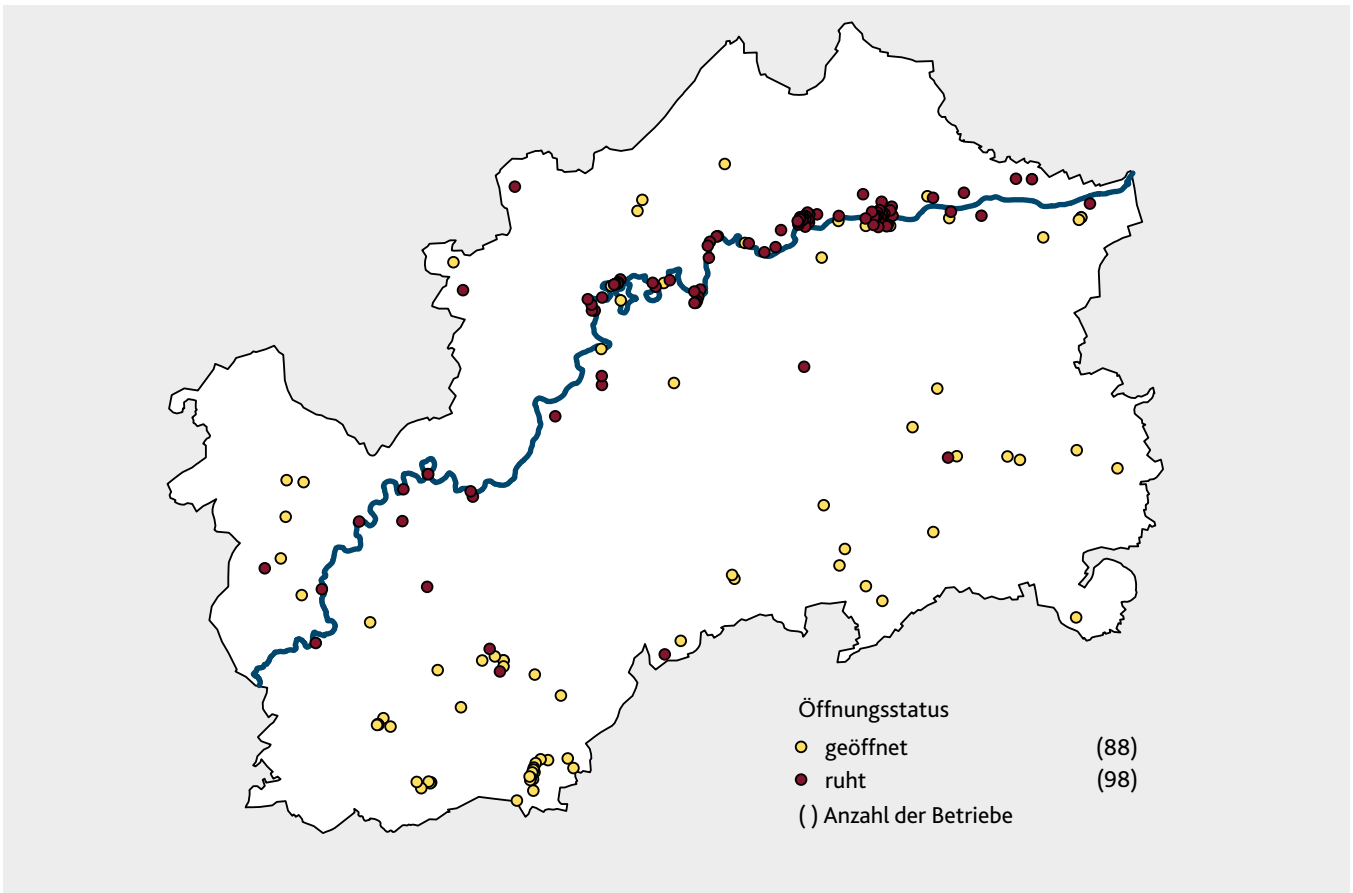 Öffnungsstatus
geöffnet (88)
ruht (98)
( ) Anzahl der Betriebe